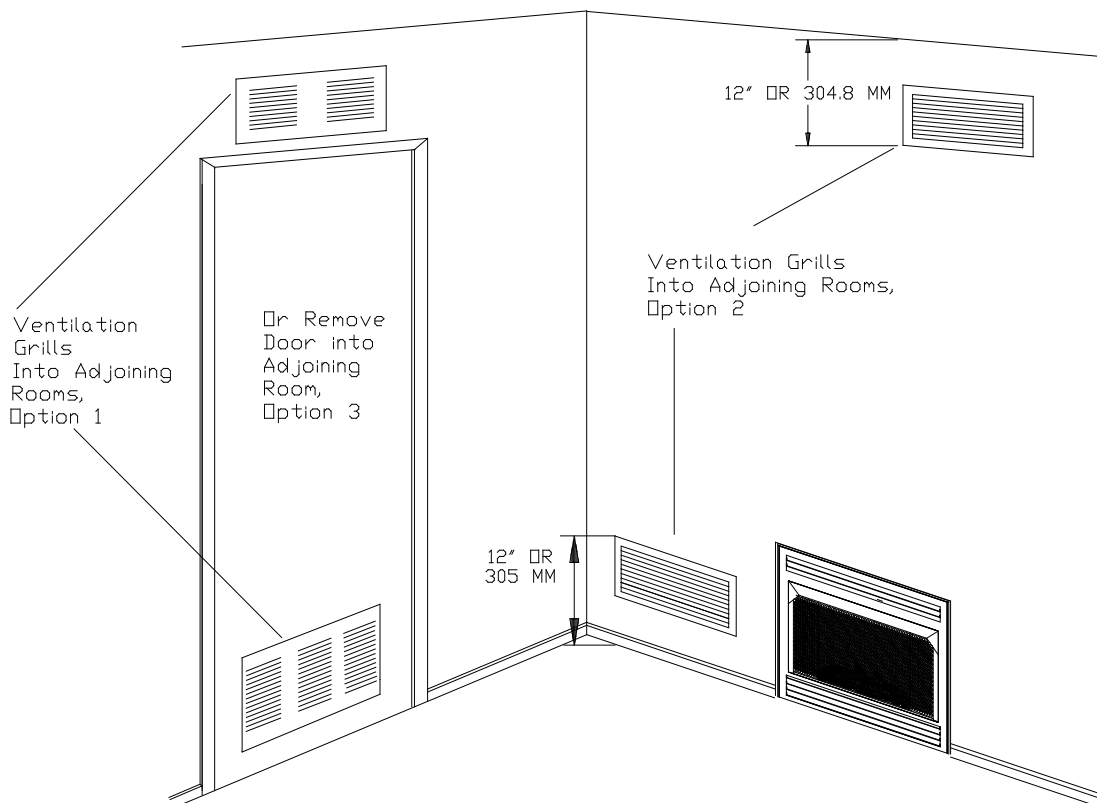 12" OR 304.8 MM
Ventilation Grills
Into Adjoining Rooms,
Option 2
Ventilation
Grills
Into Adjoining
Rooms,
Option 1
Or Remove
Door into
Adjoining
Room,
Option 3
12" OR
305 MM